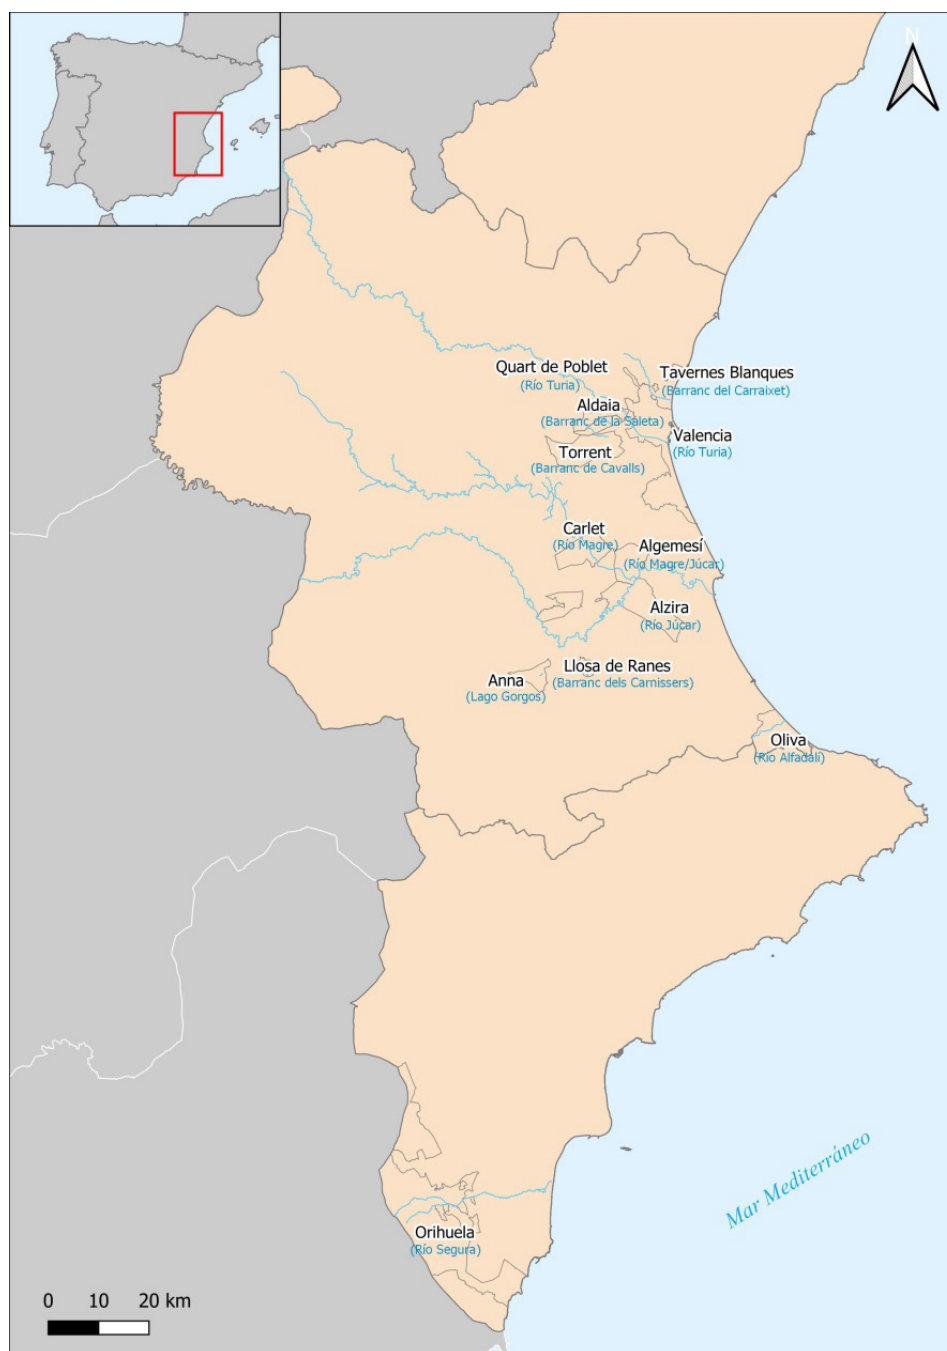 N
Quart de Poblet
(Río Turia)
Tavernes Blanques
(Barranc del Carraixet)
Aldaia
(Barranc de la Saleta)
Valencia
(Río Turia)
Torrent
(Barranc de Cavalls)
Carlet
(Río Magre)
Algemesí
(Río Magre/Júcar)
Alzira
(Río Júcar)
Llosa de Ranes
(Barranc dels Carnissers)
Anna
(Lago Gorgos)
Oliva
(Río Alfadalí)
Mar Mediterráneo
Orihuela
(Río Segura)
0 10 20 km